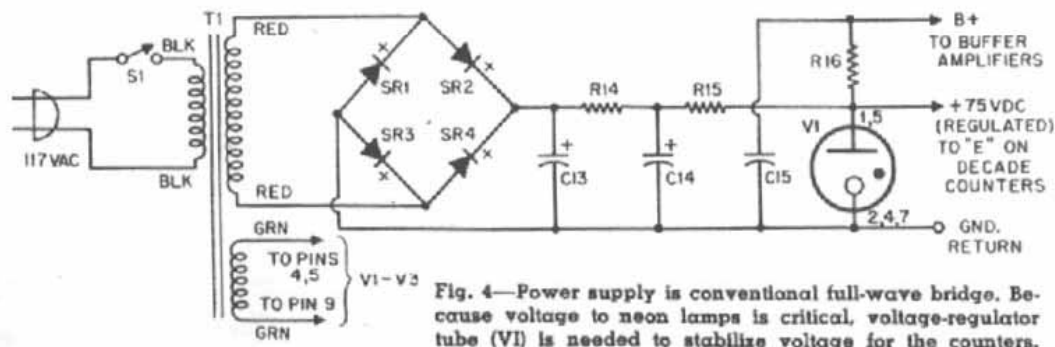 T1
BLK
RED
S1
SR1
SR2
SR3
SR4
117 VAC
BLK
RED
R14
R15
R16
C13
C14
C15
V1
1,5
2,4,7
B+
TO BUFFER
AMPLIFIERS
+75VDC
(REGULATED)
TO "E" ON
DECADE
COUNTERS
GND.
RETURN
GRN
TO PINS
4,5
TO PIN 9
GRN
V1-V3
Fig. 4—Power supply is conventional full-wave bridge. Be-
cause voltage to neon lamps is critical, voltage-regulator
tube (VI) is needed to stabilize voltage for the counters.